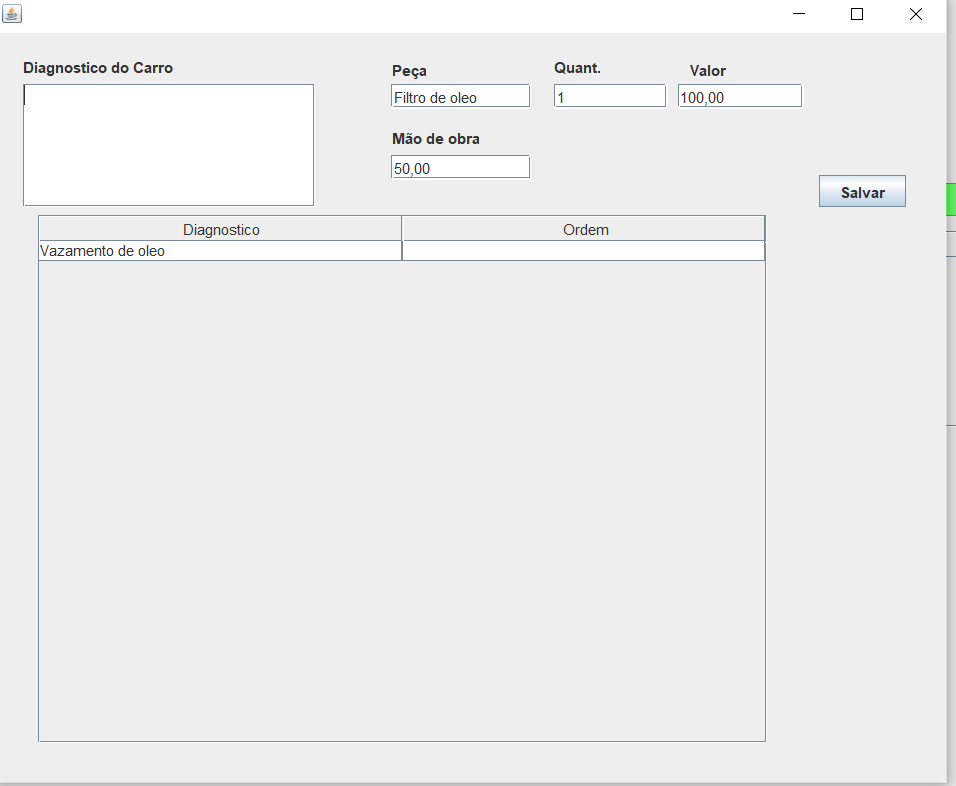 Diagnostico do Carro
Peça
Quant.
Valor
Filtro de oleo
1
100,00
Mão de obra
50,00
Salvar
Diagnostico
Ordem
Vazamento de oleo